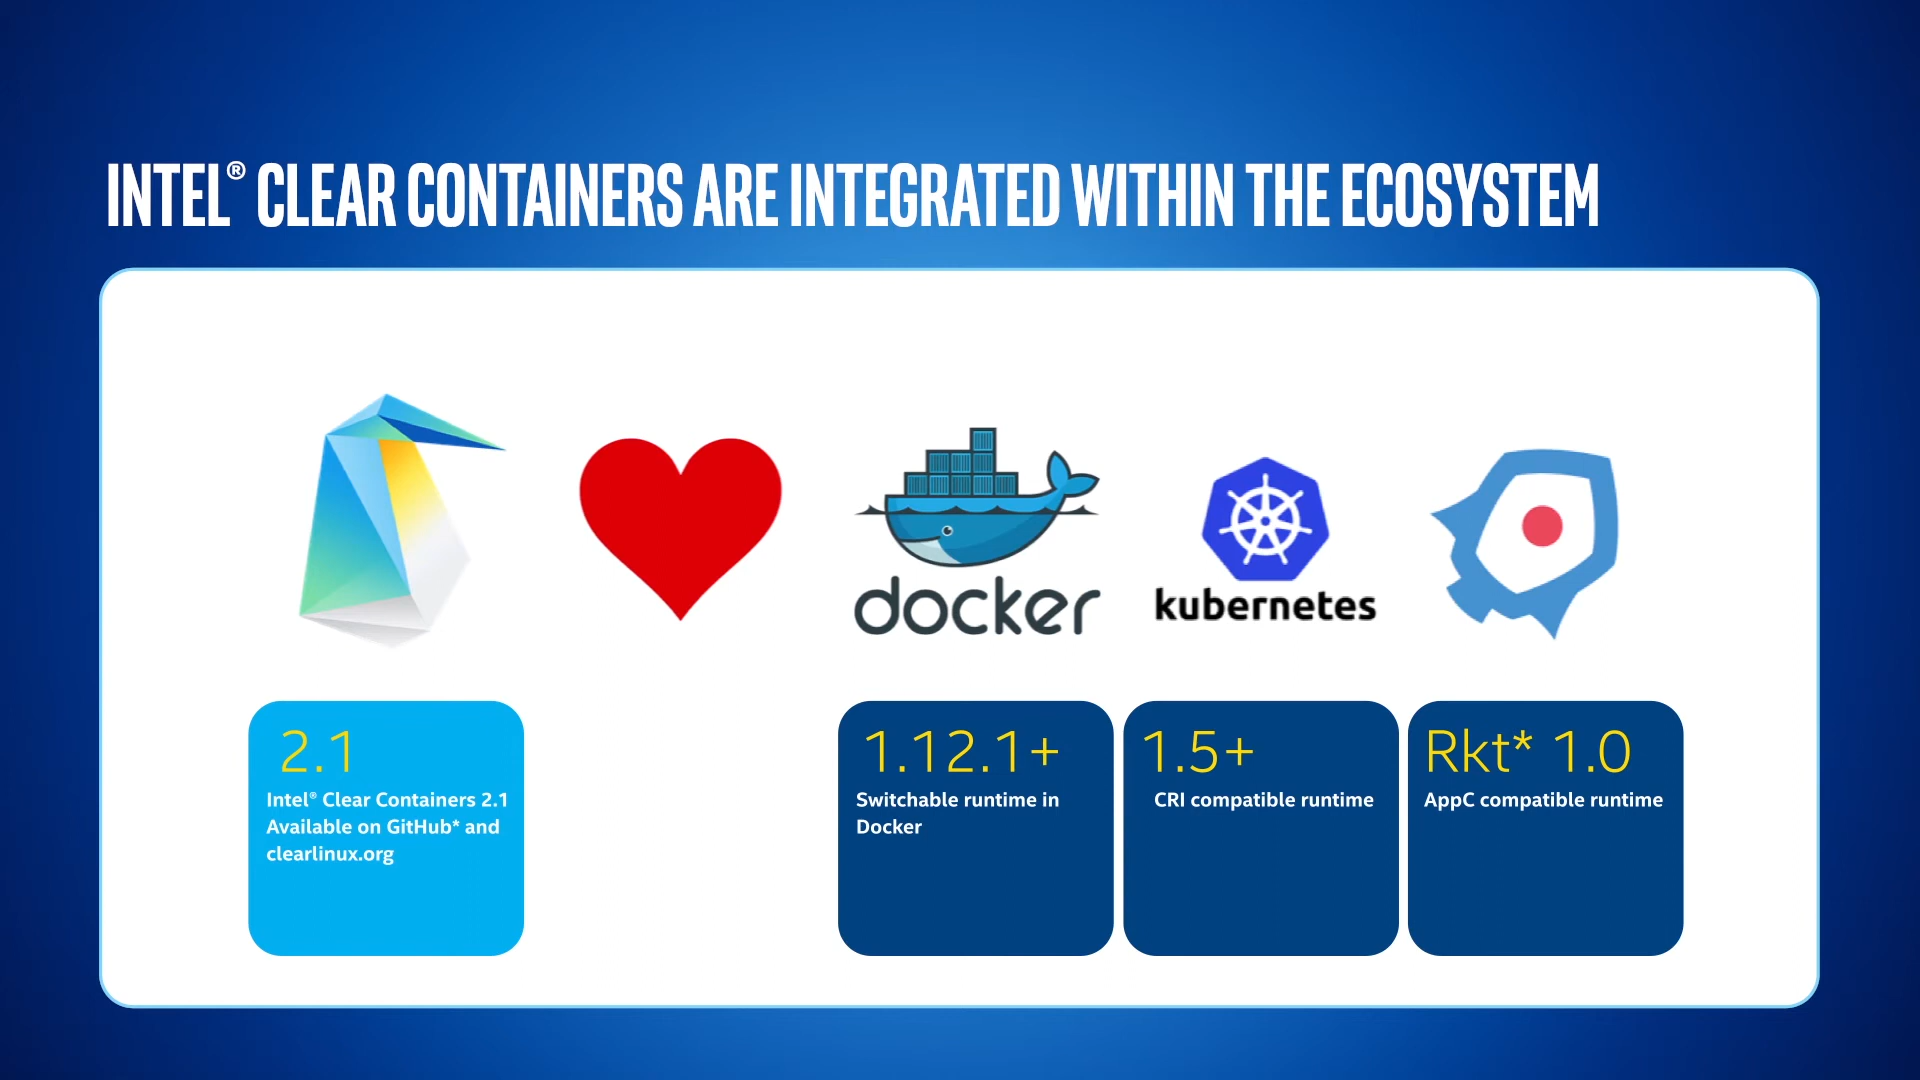 INTEL® CLEAR CONTAINERS ARE INTEGRATED WITHIN THE ECOSYSTEM
docker
kubernetes
2.1
Intel® Clear Containers 2.1
Available on GitHub* and
clearlinux.org
1.12.1+
Switchable runtime in
Docker
1.5+
CRI compatible runtime
Rkt* 1.0
AppC compatible runtime